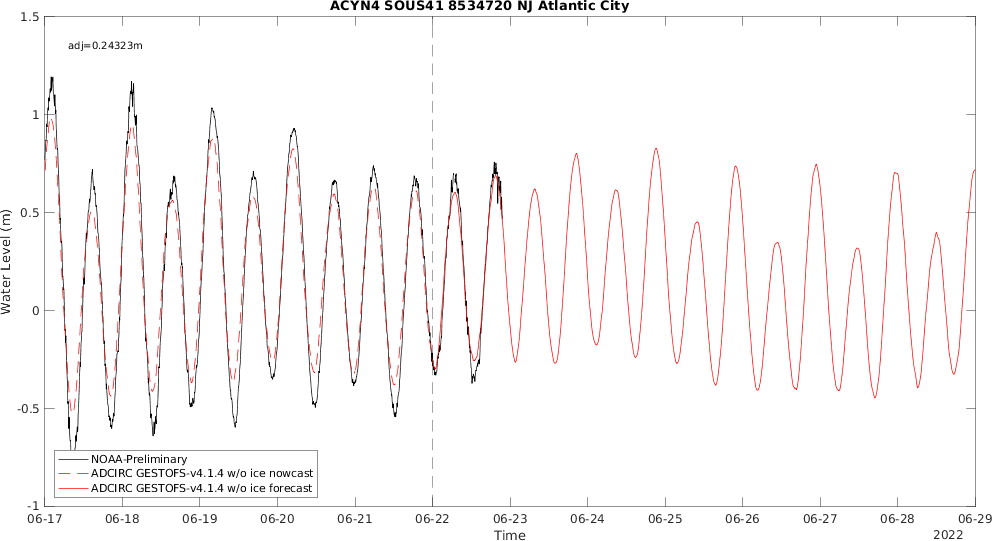 ACYN4 SOUS41 8534720 NJ Atlantic City
adj=0.24323m
Water Level (m)
1.5
1
0.5
0
-0.5
-1
NOAA-Preliminary
ADCIRC GESTOFS-v4.1.4 w/o ice nowcast
ADCIRC GESTOFS-v4.1.4 w/o ice forecast
06-17 06-18 06-19 06-20 06-21 06-22 06-23 06-24 06-25 06-26 06-27 06-28 06-29
Time
2022